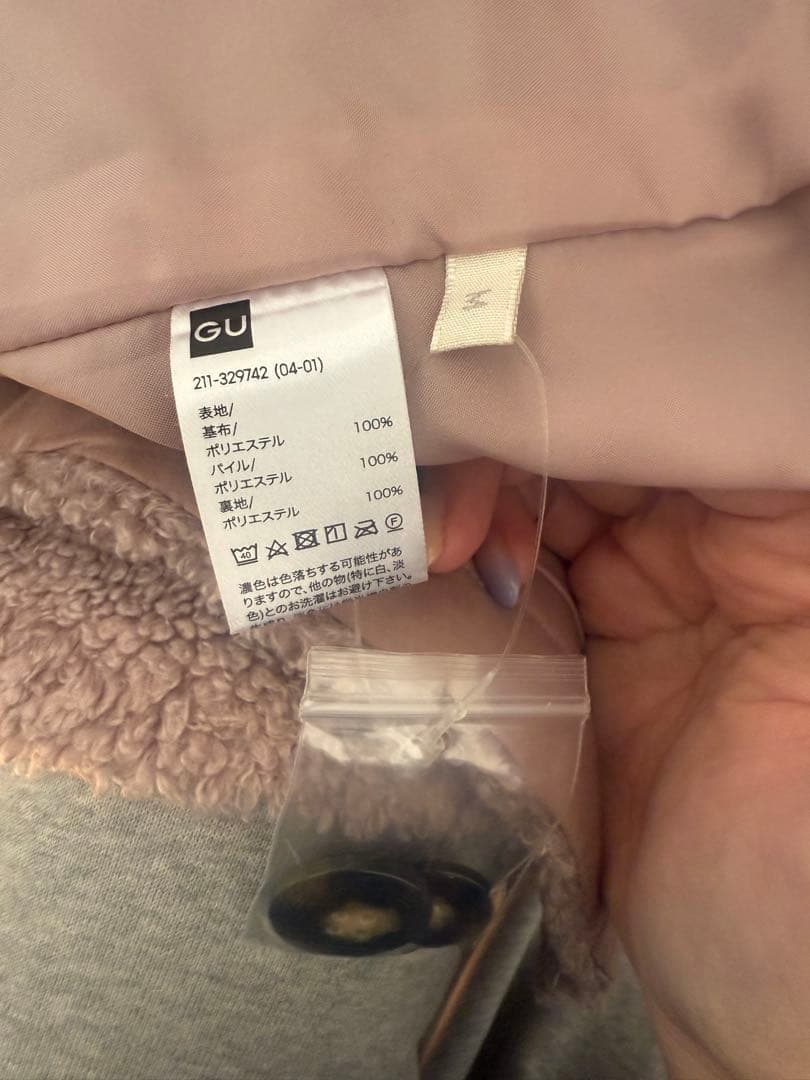 GU
211-329742 (04-01)
表地/
基布/
ポリエステル 100%
パイル/
ポリエステル 100%
裏地/
ポリエステル 100%
40 F
濃色は色落ちする可能性があ
りますので、他の物(特に白、淡
色)とのお洗濯はお避け下さい。
M